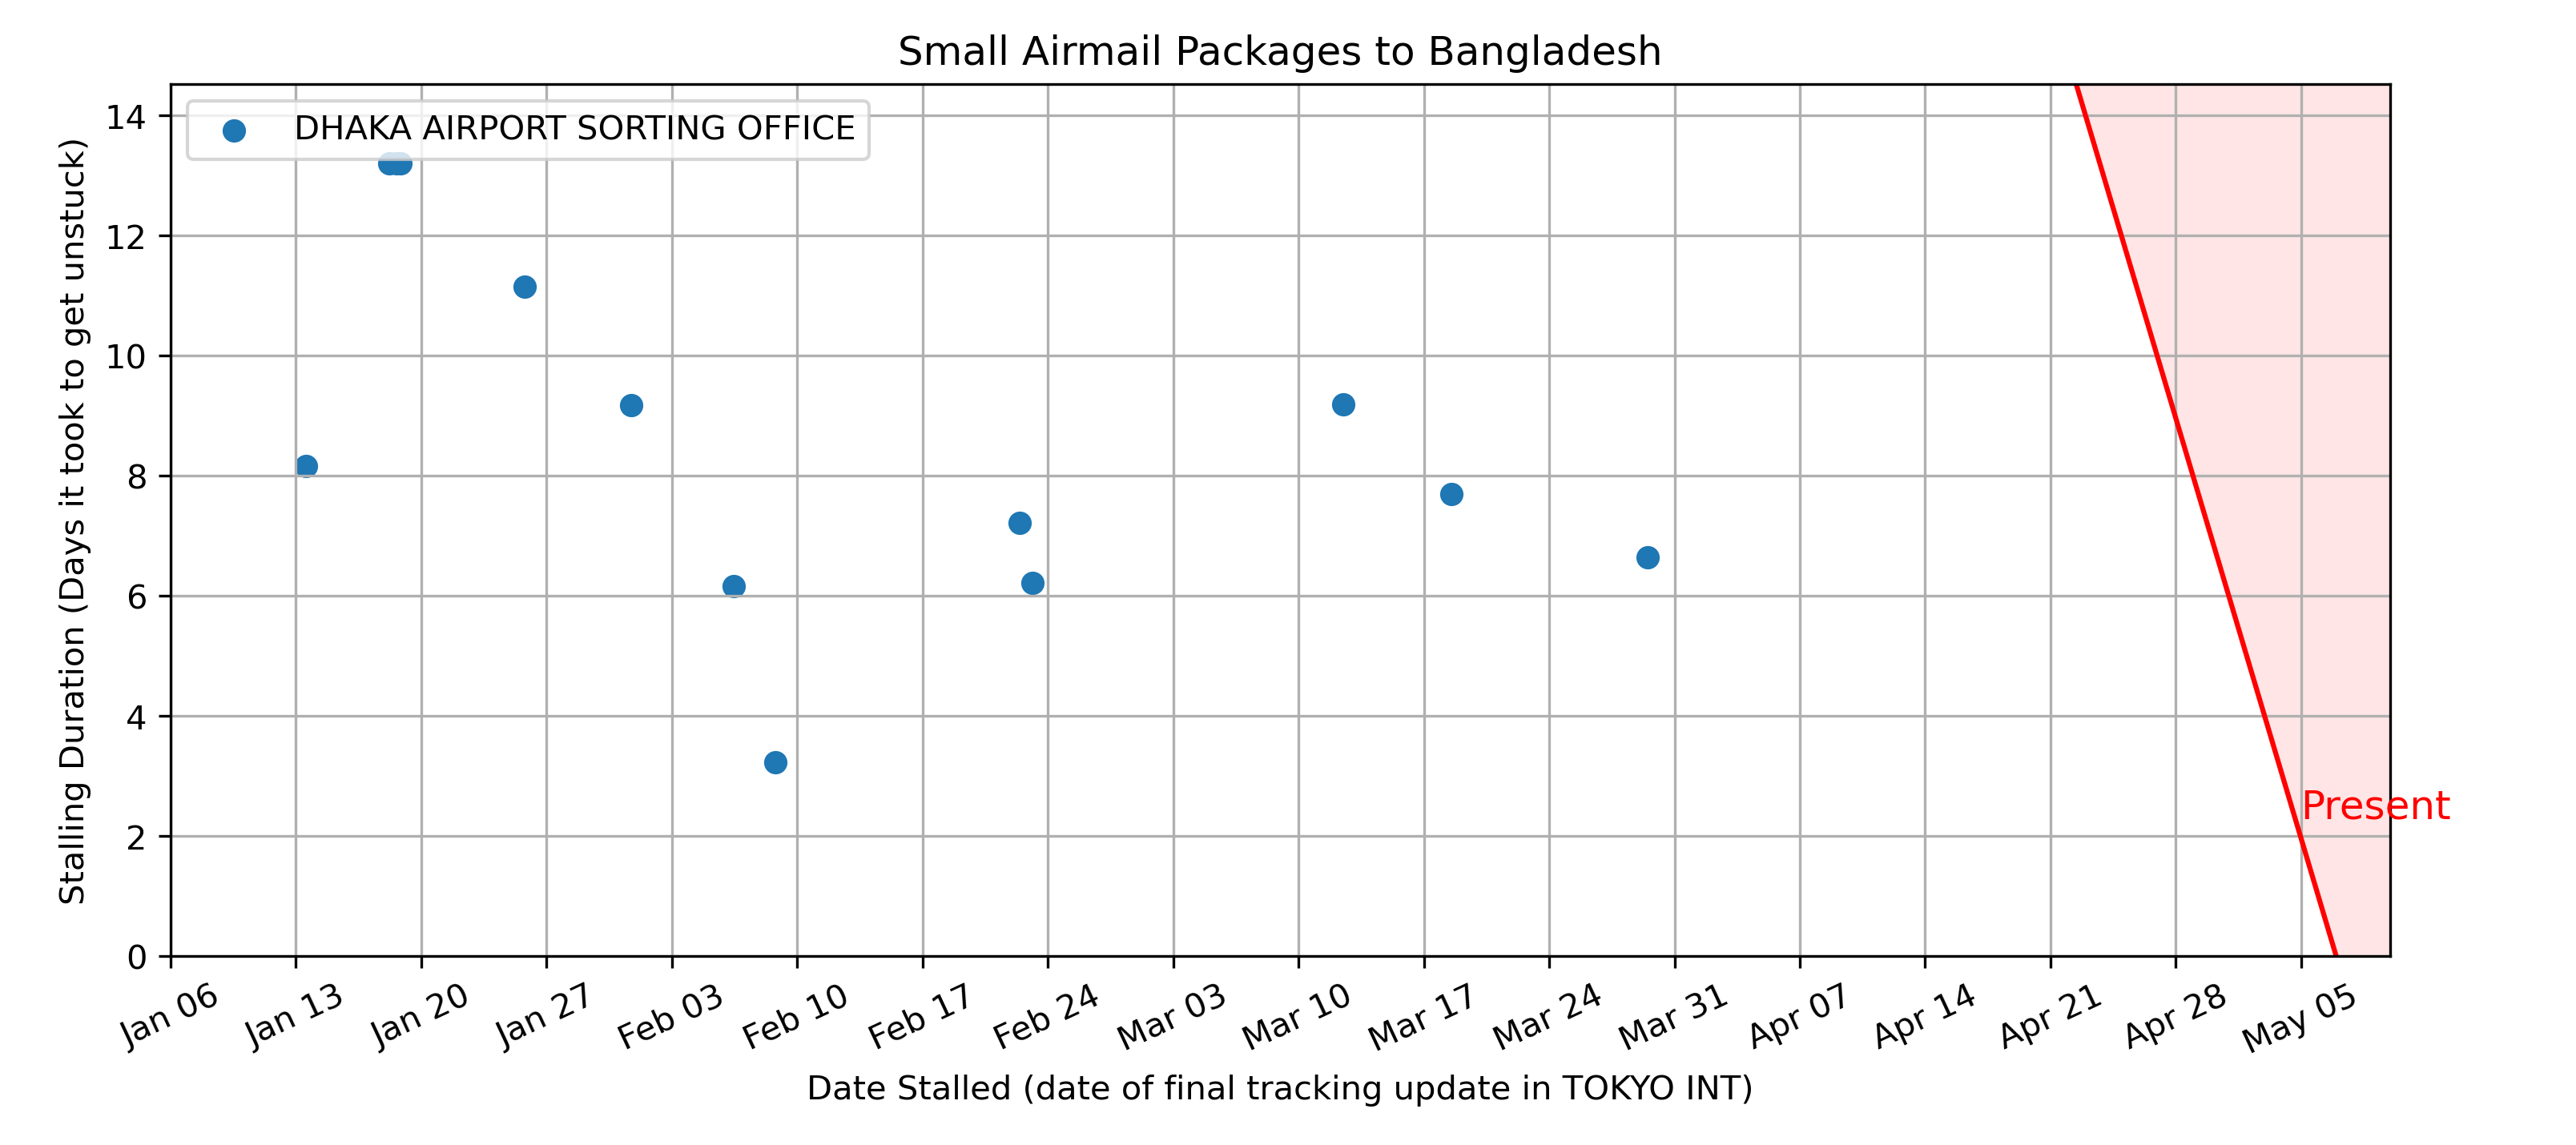 Small Airmail Packages to Bangladesh
DHAKA AIRPORT SORTING OFFICE
Stalling Duration (Days it took to get unstuck)
14
12
10
8
6
4
2
0
Present
Jan 06
Jan 13
Jan 20
Jan 27
Feb 03
Feb 10
Feb 17
Feb 24
Mar 03
Mar 10
Mar 17
Mar 24
Mar 31
Apr 07
Apr 14
Apr 21
Apr 28
May 05
Date Stalled (date of final tracking update in TOKYO INT)